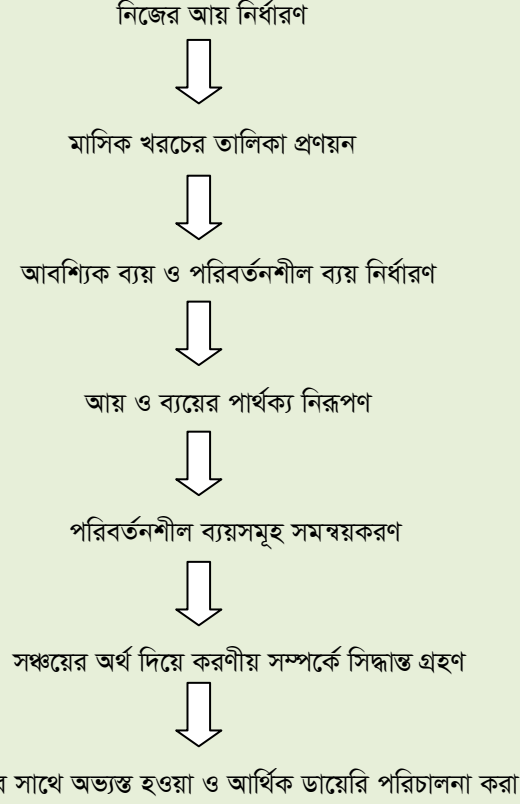 নিজের আয় নির্ধারণ
মাসিক খরচের তালিকা প্রণয়ন
আবশ্যিক ব্যয় ও পরিবর্তনশীল ব্যয় নির্ধারণ
আয় ও ব্যয়ের পার্থক্য নিরূপণ
পরিবর্তনশীল ব্যয়সমূহ সমন্বয়করণ
সঞ্চয়ের অর্থ দিয়ে করণীয় সম্পর্কে সিদ্ধান্ত গ্রহণ
সাথে অভ্যস্ত হওয়া ও আর্থিক ডায়েরি পরিচালনা করা